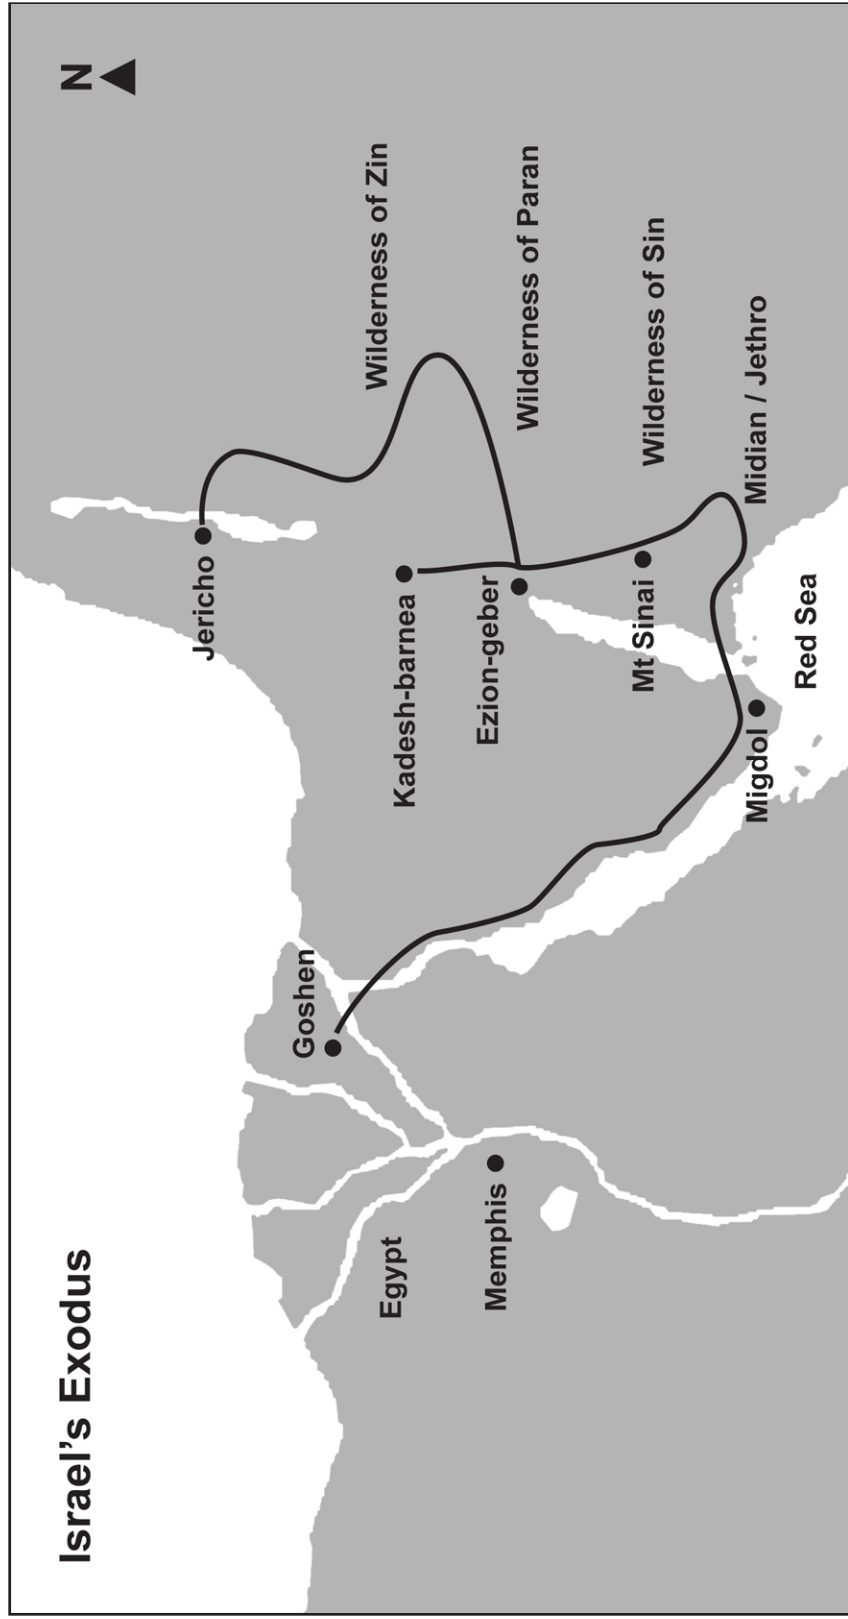 Israel's Exodus
N
Jericho
Wilderness of Zin
Goshen
Egypt
Kadesh-barnea
Memphis
Ezion-geber
Wilderness of Paran
Mt Sinai
Wilderness of Sin
Migdol
Midian / Jethro
Red Sea